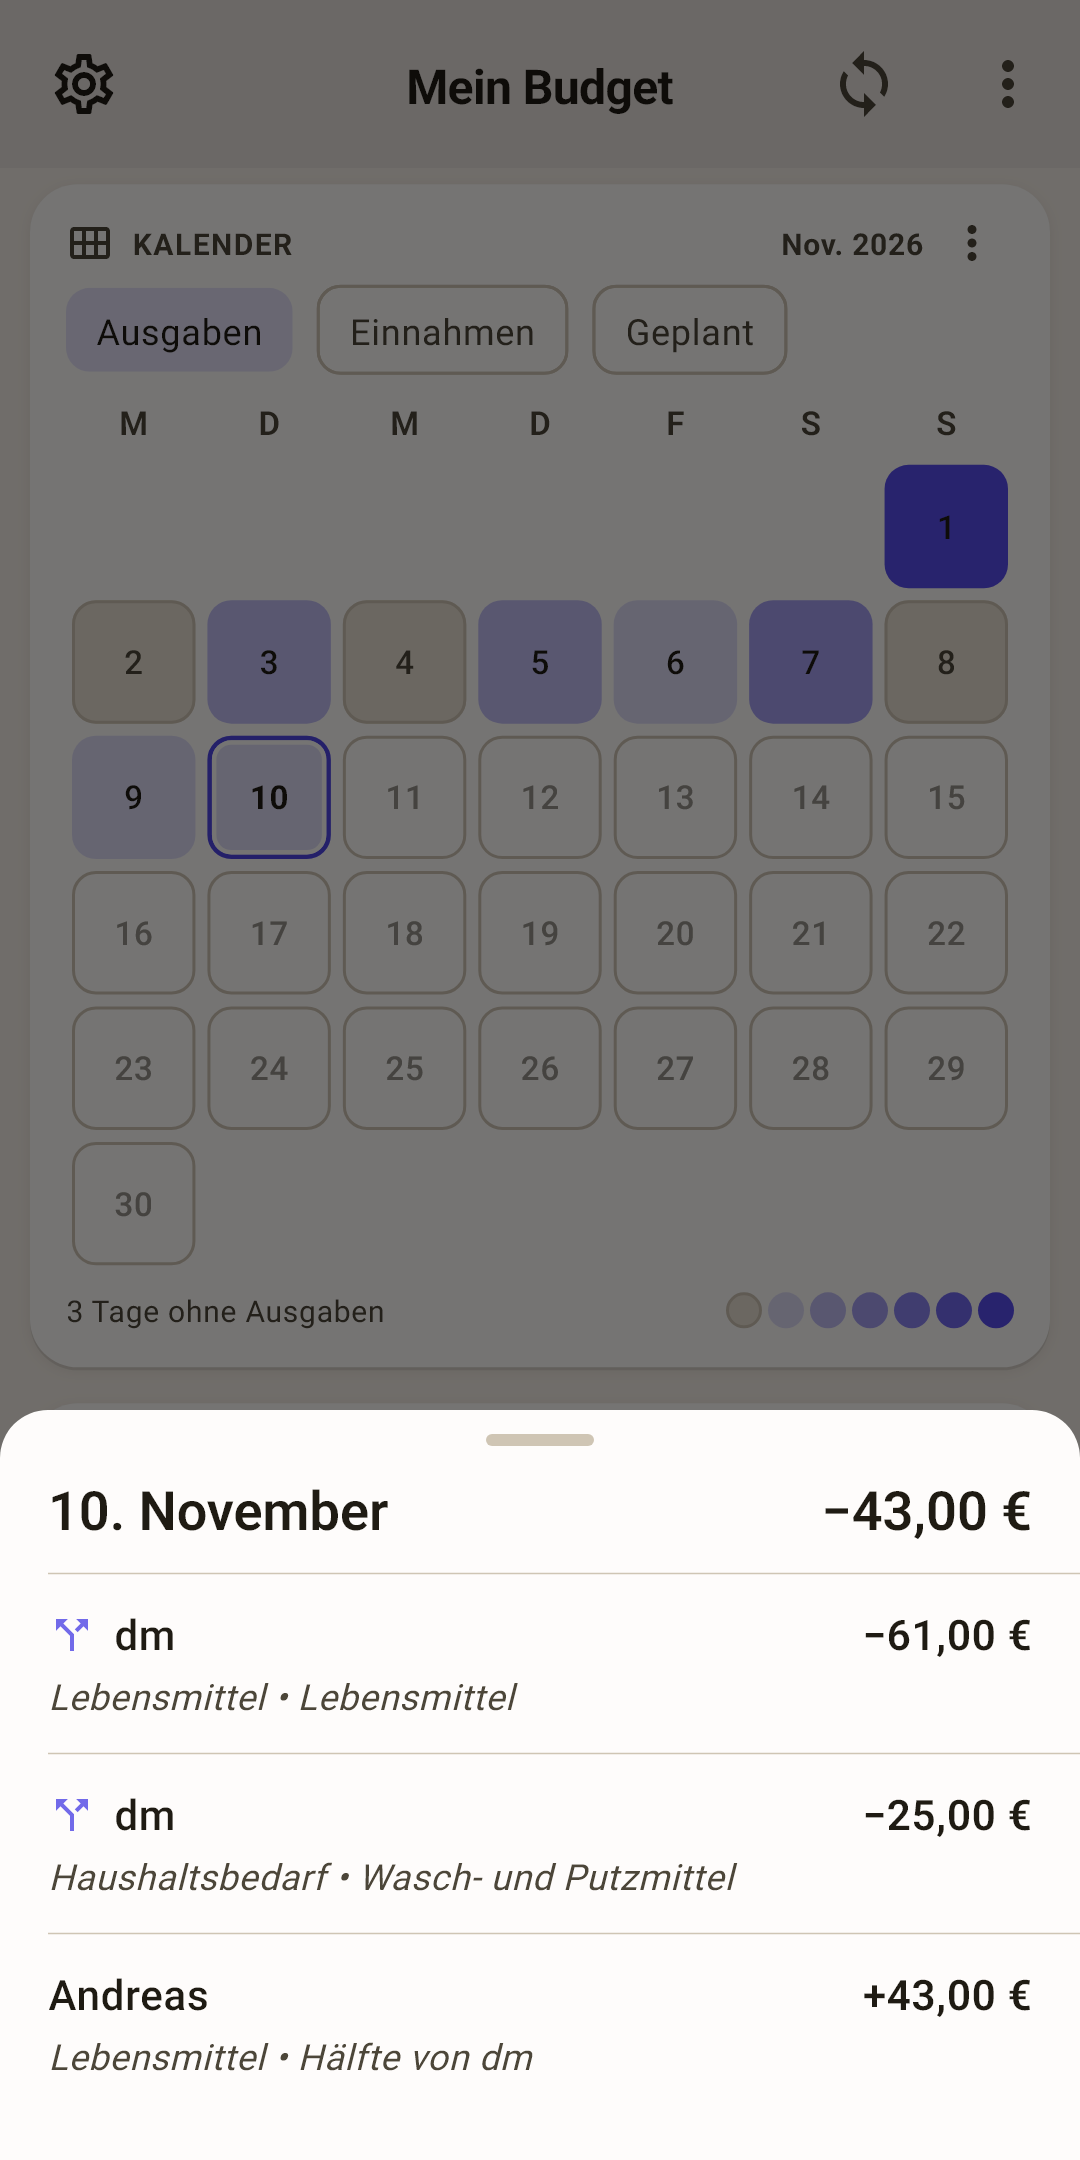 Mein Budget
KALENDER Nov. 2026
Ausgaben Einnahmen Geplant
M D M D F S S
1
2 3 4 5 6 7 8
9 10 11 12 13 14 15
16 17 18 19 20 21 22
23 24 25 26 27 28 29
30
3 Tage ohne Ausgaben
10. November −43,00 €
dm −61,00 €
Lebensmittel • Lebensmittel
dm −25,00 €
Haushaltsbedarf • Wasch- und Putzmittel
Andreas +43,00 €
Lebensmittel • Hälfte von dm